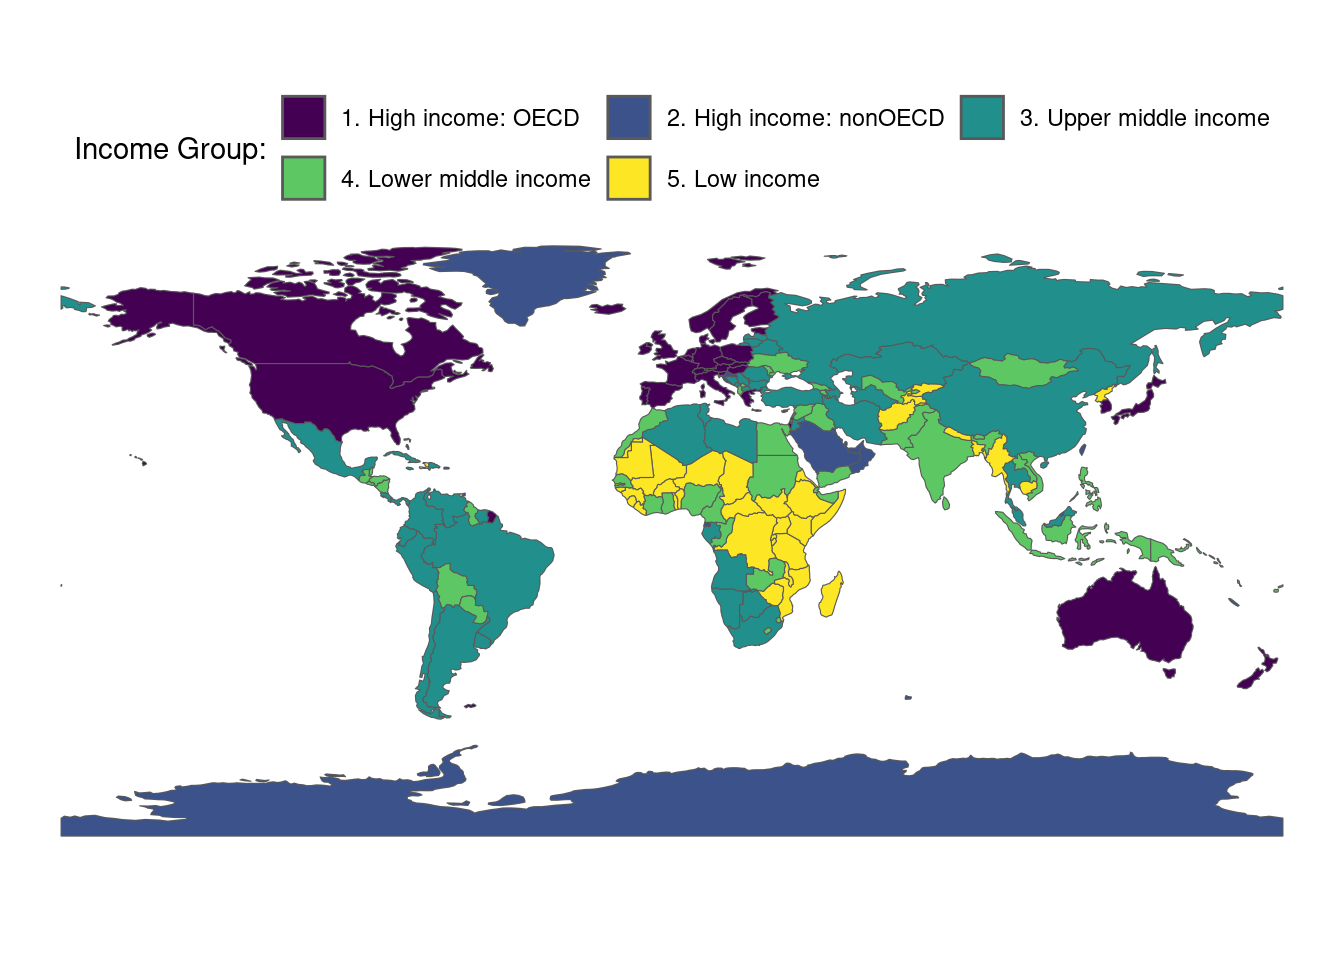 Income Group:
1. High income: OECD
2. High income: nonOECD
3. Upper middle income
4. Lower middle income
5. Low income